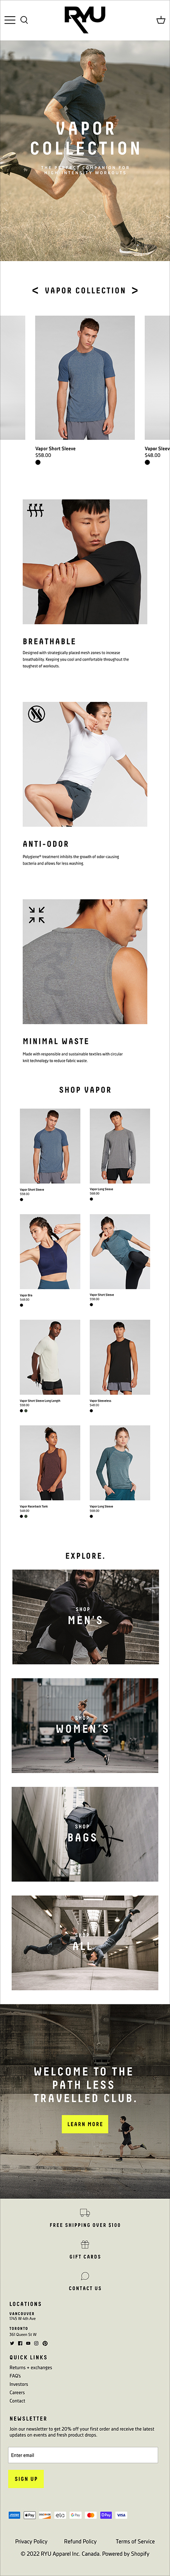 RYU
VAPOR
COLLECTION
THE PERFECT COMPANION FOR
HIGH INTENSITY WORKOUTS
< VAPOR COLLECTION >
Vapor Short Sleeve
$58.00
Vapor Sleev
$48.00
BREATHABLE
Designed with strategically placed mesh zones to increase
breathability. Keeping you cool and comfortable throughout the
toughest of workouts.
ANTI-ODOR
Polygiene® treatment inhibits the growth of odor-causing
bacteria and allows for less washing.
MINIMAL WASTE
Made with responsible and sustainable textiles with circular
knit technology to reduce fabric waste.
SHOP VAPOR
Vapor Short Sleeve
$58.00
Vapor Long Sleeve
$68.00
Vapor Bra
$48.00
Vapor Short Sleeve
$58.00
Vapor Short Sleeve Long Length
$58.00
Vapor Sleeveless
$48.00
Vapor Racerback Tank
$48.00
Vapor Long Sleeve
$68.00
EXPLORE.
SHOP
MEN'S
SHOP
WOMEN'S
SHOP
BAGS
ALL
WELCOME TO THE
PATH LESS
TRAVELLED CLUB.
LEARN MORE
FREE SHIPPING OVER $100
GIFT CARDS
CONTACT US
LOCATIONS
VANCOUVER
1745 W 4th Ave
TORONTO
361 Queen St W
QUICK LINKS
Returns + exchanges
FAQ's
Investors
Careers
Contact
NEWSLETTER
Join our newsletter to get 20% off your first order and receive the latest
updates on events and fresh product drops.
Enter email
SIGN UP
Privacy Policy
Refund Policy
Terms of Service
© 2022 RYU Apparel Inc. Canada. Powered by Shopify